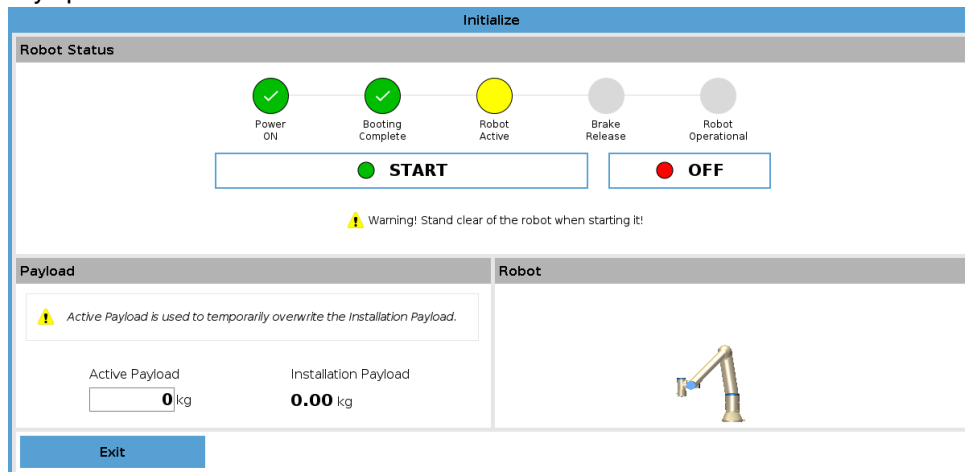 Initialize
Robot Status
Power
ON
Booting
Complete
Robot
Active
Brake
Release
Robot
Operational
START
OFF
Warning! Stand clear of the robot when starting it!
Payload
Active Payload is used to temporarily overwrite the Installation Payload.
Active Payload
0 kg
Installation Payload
0.00 kg
Robot
Exit